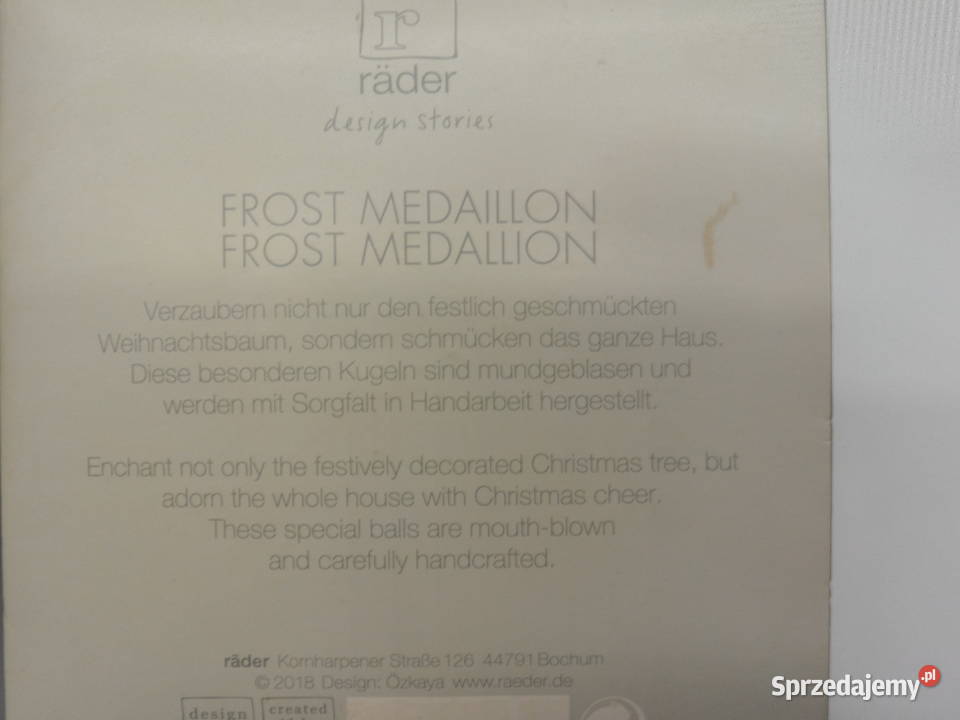 r
räder
design stories
FROST MEDAILLON
FROST MEDALLION
Verzaubern nicht nur den festlich geschmückten
Weihnachtsbaum, sondern schmücken das ganze Haus.
Diese besonderen Kugeln sind mundgeblasen und
werden mit Sorgfalt in Handarbeit hergestellt.
Enchant not only the festively decorated Christmas tree, but
adorn the whole house with Christmas cheer.
These special balls are mouth-blown
and carefully handcrafted.
räder Kornharpener Straße 126 44791 Bochum
© 2018 Design: Özkaya www.raeder.de
design created
Sprzedajemy.pl